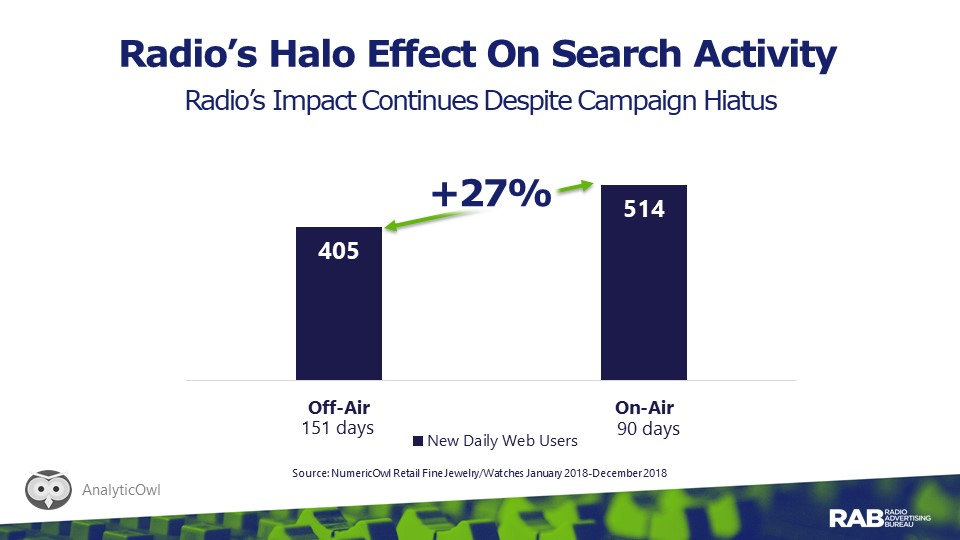 Radio’s Halo Effect On Search Activity
Radio’s Impact Continues Despite Campaign Hiatus
+27%
405
514
Off-Air
151 days
On-Air
90 days
New Daily Web Users
Source: NumericOwl Retail Fine Jewelry/Watches January 2018-December 2018
AnalyticOwl
RAB RADIO ADVERTISING BUREAU